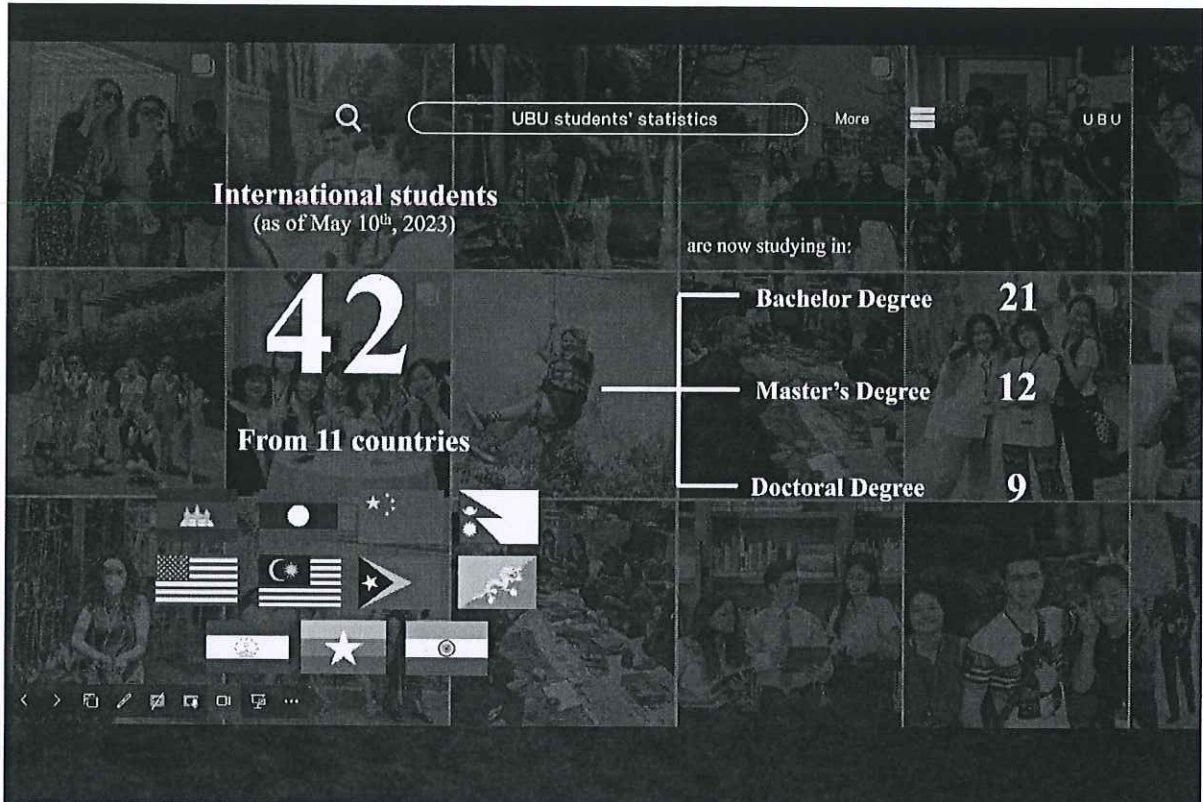 UBU students' statistics
More
UBU
International students
(as of May 10th, 2023)
are now studying in:
42
From 11 countries
Bachelor Degree 21
Master's Degree 12
Doctoral Degree 9